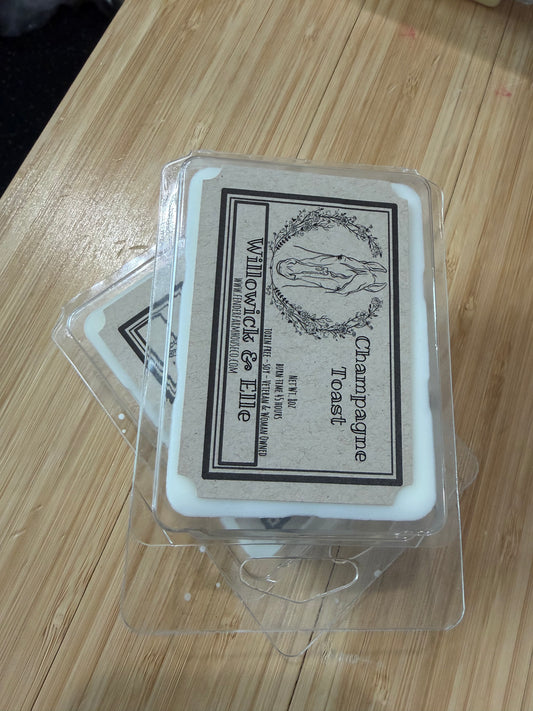 Champagne
Toast
Net Wt. 3oz
Burn Time 45 hours
Toxin Free - Soy - Veteran & Woman Owned
Willowick & Elle